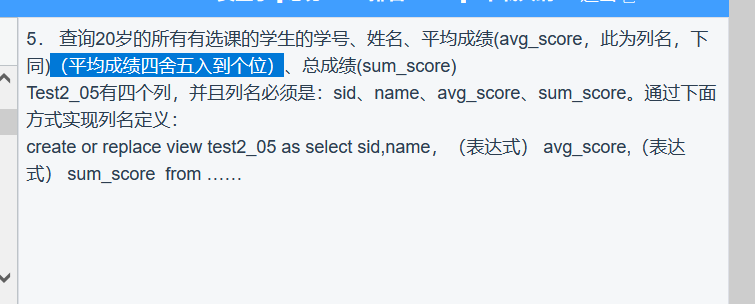 5． 查询20岁的所有有选课的学生的学号、姓名、平均成绩(avg_score，此为列名，下
同)（平均成绩四舍五入到个位）、总成绩(sum_score)
Test2_05有四个列，并且列名必须是：sid、name、avg_score、sum_score。通过下面
方式实现列名定义：
create or replace view test2_05 as select sid,name，（表达式） avg_score,（表达
式） sum_score  from ……